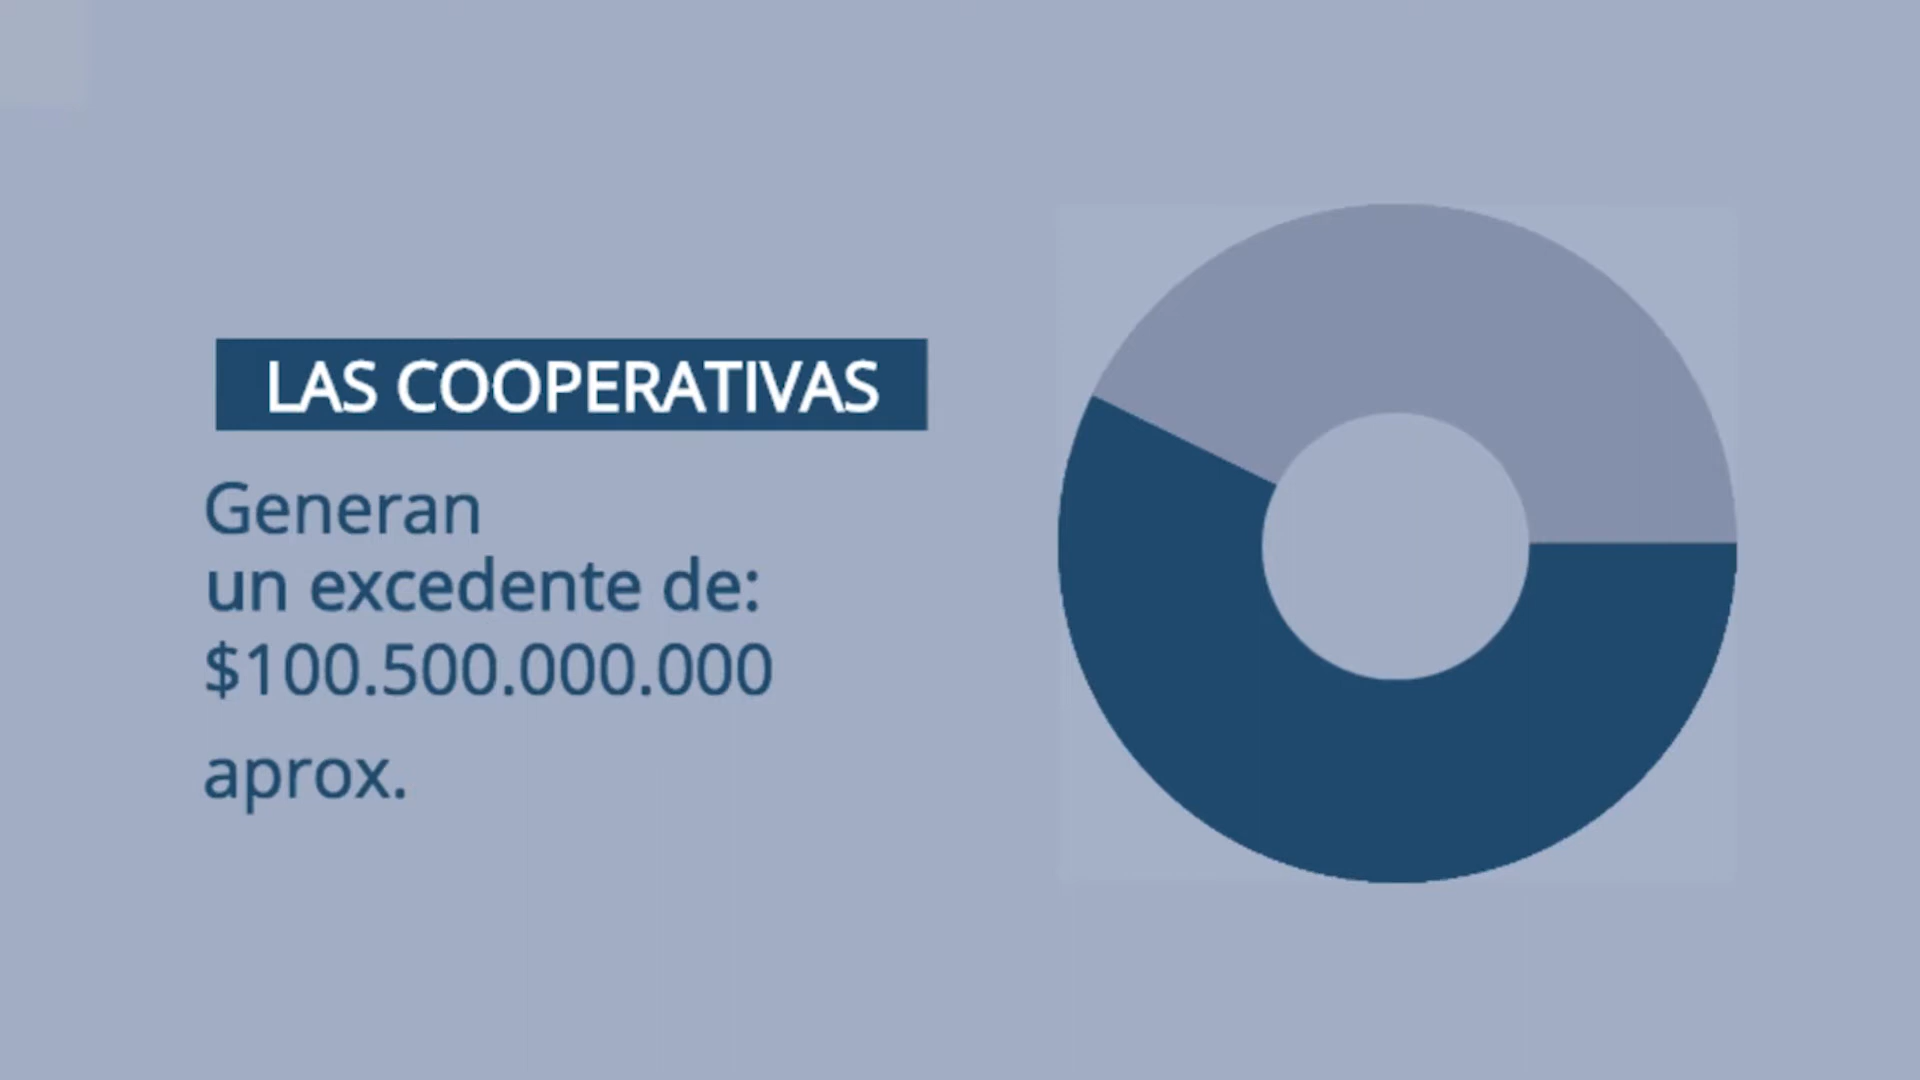 LAS COOPERATIVAS
Generan
un excedente de:
$100.500.000.000
aprox.